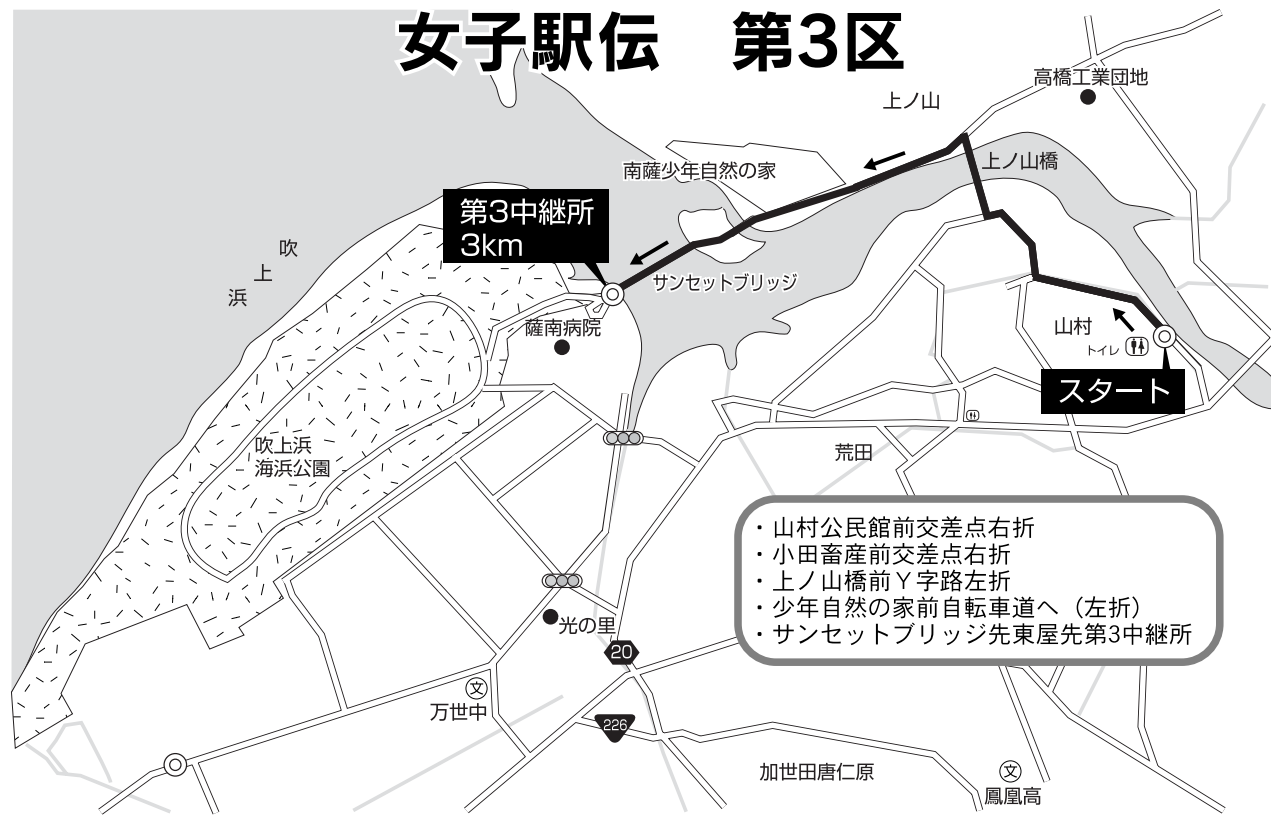 女子駅伝　第3区
高橋工業団地
上ノ山
上ノ山橋
南薩少年自然の家
第3中継所
3km
吹上浜
サンセットブリッジ
薩南病院
山村
トイレ
スタート
吹上浜
海浜公園
荒田
・山村公民館前交差点右折
・小田畜産前交差点右折
・上ノ山橋前Y字路左折
・少年自然の家前自転車道へ（左折）
・サンセットブリッジ先東屋先第3中継所
光の里
20
文
万世中
226
加世田唐仁原
文
鳳凰高